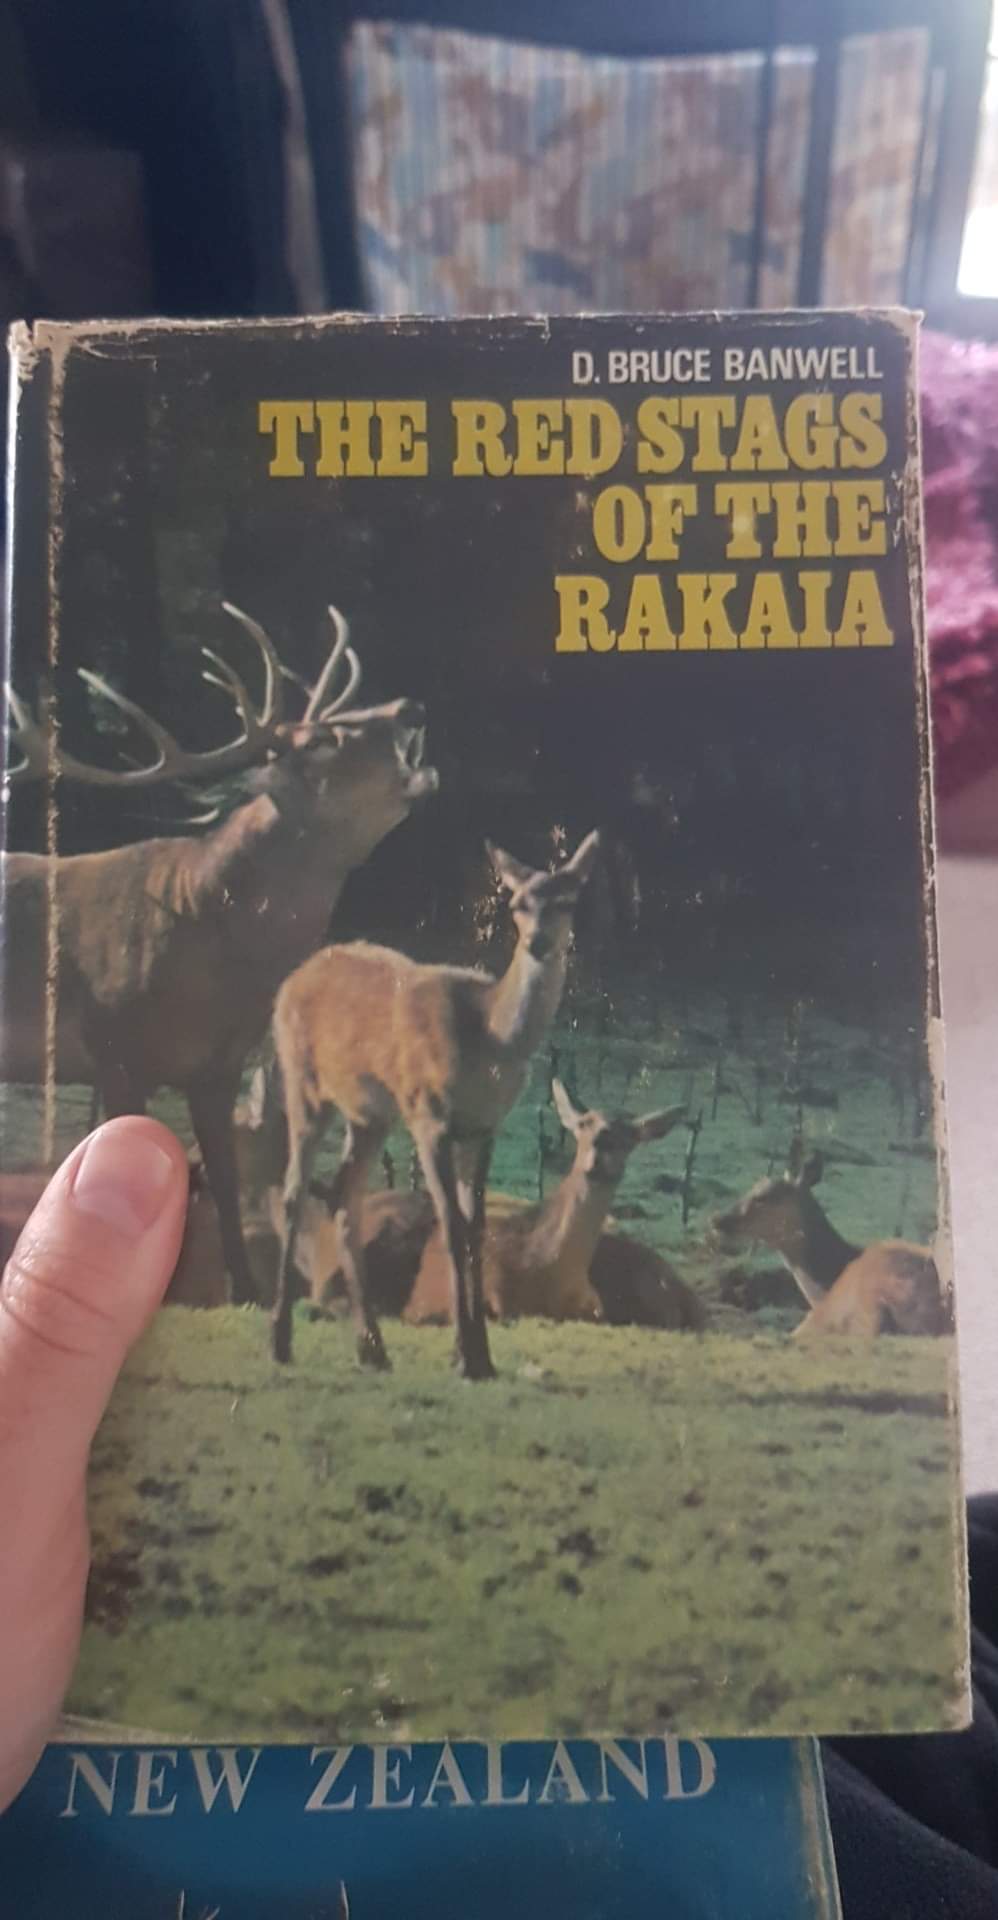 D. BRUCE BANWELL
THE RED STAGS
OF THE
RAKAIA
NEW ZEALAND